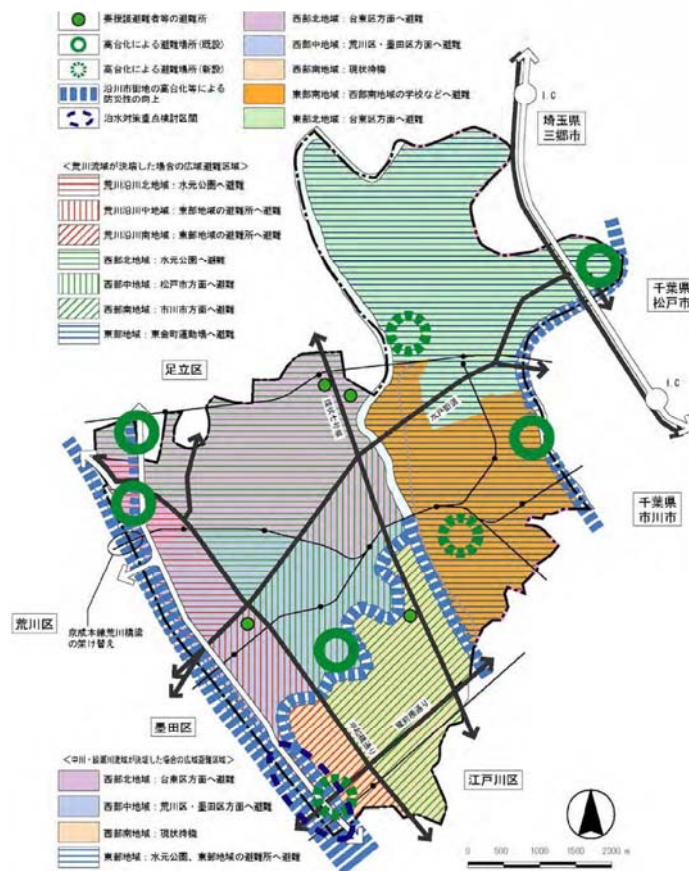 要援護避難者等の避難所
高台化による避難場所(既設)
高台化による避難場所(新設)
沿川市街地の高台化等による
防災性の向上
治水対策重点検討区間
西部北地域：台東区方面へ避難
西部中地域：荒川区・墨田区方面へ避難
西部南地域：現状待機
東部南地域：西部南地域の学校などへ避難
東部北地域：台東区方面へ避難
＜荒川流域が決壊した場合の広域避難区域＞
荒川沿川北地域：水元公園へ避難
荒川沿川中地域：東部地域の避難所へ避難
荒川沿川南地域：東部地域の避難所へ避難
西部北地域：水元公園へ避難
西部中地域：松戸市方面へ避難
西部南地域：市川市方面へ避難
東部地域：東金町運動場へ避難
I.C
埼玉県
三郷市
千葉県
松戸市
I.C
足立区
環状七号線
水戸街道
千葉県
市川市
荒川区
京成本線荒川橋梁
の架け替え
墨田区
平和橋通り
蔵前橋通り
江戸川区
＜中川・綾瀬川流域が決壊した場合の広域避難区域＞
西部北地域：台東区方面へ避難
西部中地域：荒川区・墨田区方面へ避難
西部南地域：現状待機
東部地域：水元公園、東部地域の避難所へ避難
0 500 1000 1500 2000 m